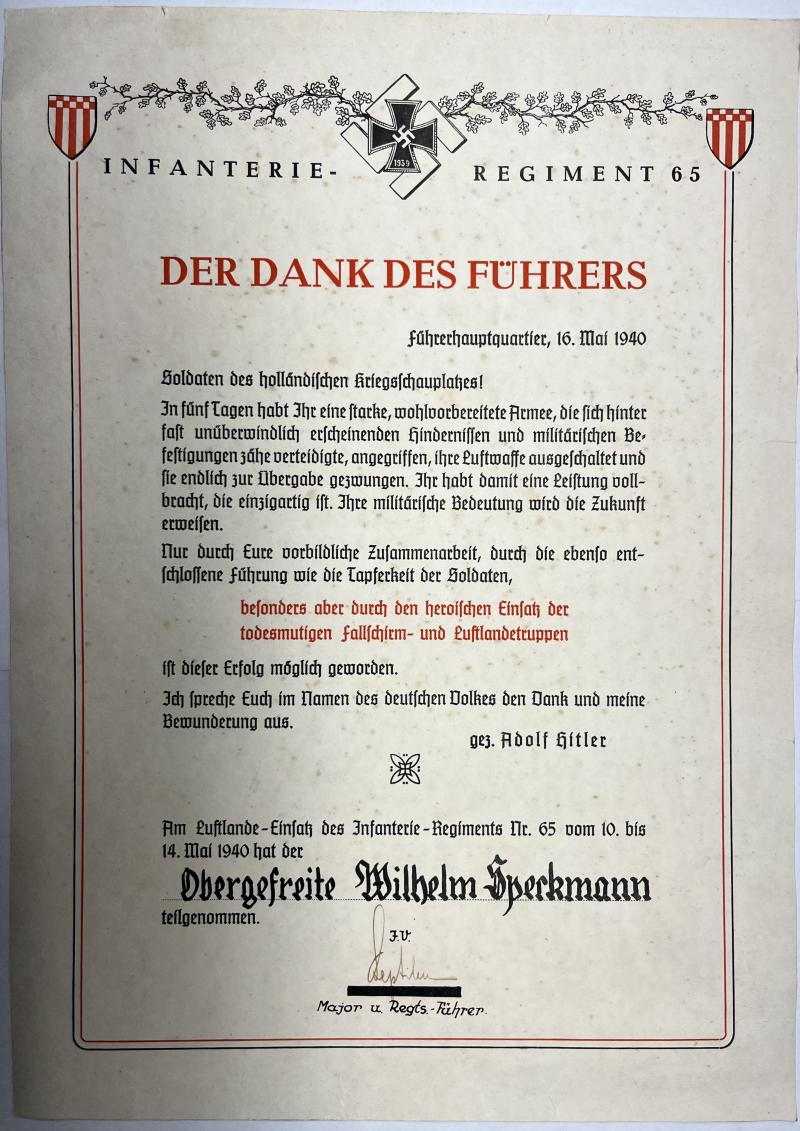 1939
INFANTERIE- REGIMENT 65
DER DANK DES FÜHRERS
Führerhauptquartier, 16. Mai 1940
Soldaten des holländischen Kriegsschauplatzes!
In fünf Tagen habt Ihr eine starke, wohlvorbereitete Armee, die sich hinter
fast unüberwindlich erscheinenden Hindernissen und militärischen Be-
festigungen zähe verteidigte, angegriffen, ihre Luftwaffe ausgeschaltet und
sie endlich zur Übergabe gezwungen. Ihr habt damit eine Leistung voll-
bracht, die einzigartig ist. Ihre militärische Bedeutung wird die Zukunft
erweisen.
Nur durch Eure vorbildliche Zusammenarbeit, durch die ebenso ent-
schlossene Führung wie die Tapferkeit der Soldaten,
besonders aber durch den heroischen Einsatz der
todesmutigen Fallschirm- und Luftlandetruppen
ist dieser Erfolg möglich geworden.
Ich spreche Euch im Namen des deutschen Volkes den Dank und meine
Bewunderung aus.
gez. Adolf Hitler
Am Luftlande-Einsatz des Infanterie-Regiments Nr. 65 vom 10. bis
14. Mai 1940 hat der
Obergefreite Wilhelm Speckmann
teilgenommen.
I.V.
Major u. Regts.-Führer.